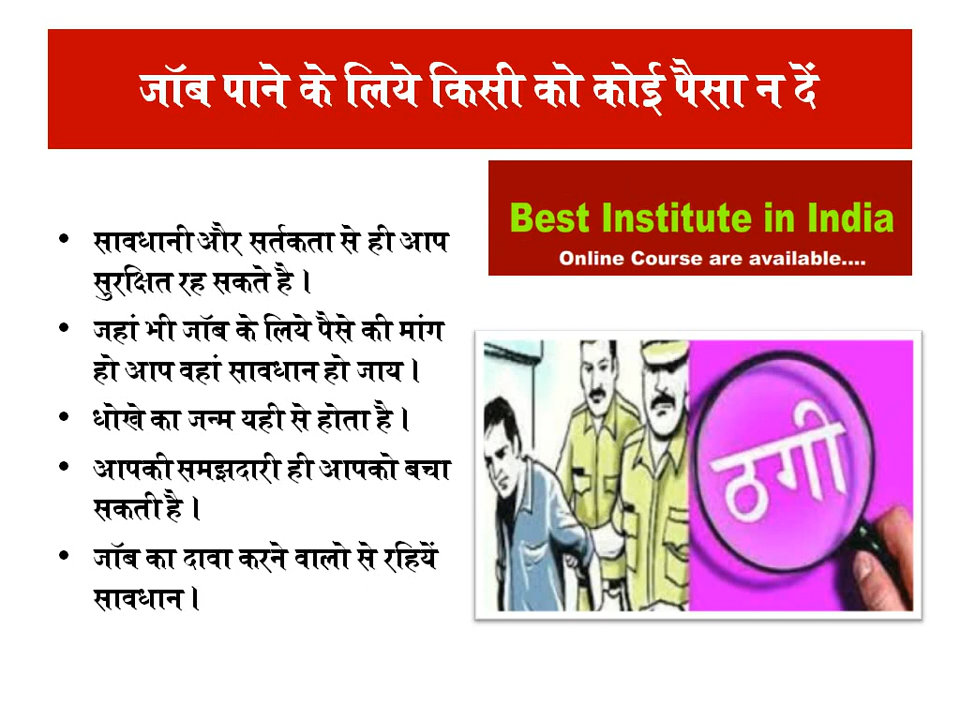 जॉब पाने के लिये किसी को कोई पैसा न दें
Best Institute in India
Online Course are available....
• सावधानी और सर्तकता से ही आप
सुरक्षित रह सकते है ।
• जहां भी जॉब के लिये पैसे की मांग
हो आप वहां सावधान हो जाय ।
• धोखे का जन्म यही से होता है ।
• आपकी समझदारी ही आपको बचा
सकती है ।
• जॉब का दावा करने वालो से रहियें
सावधान ।
ठगी